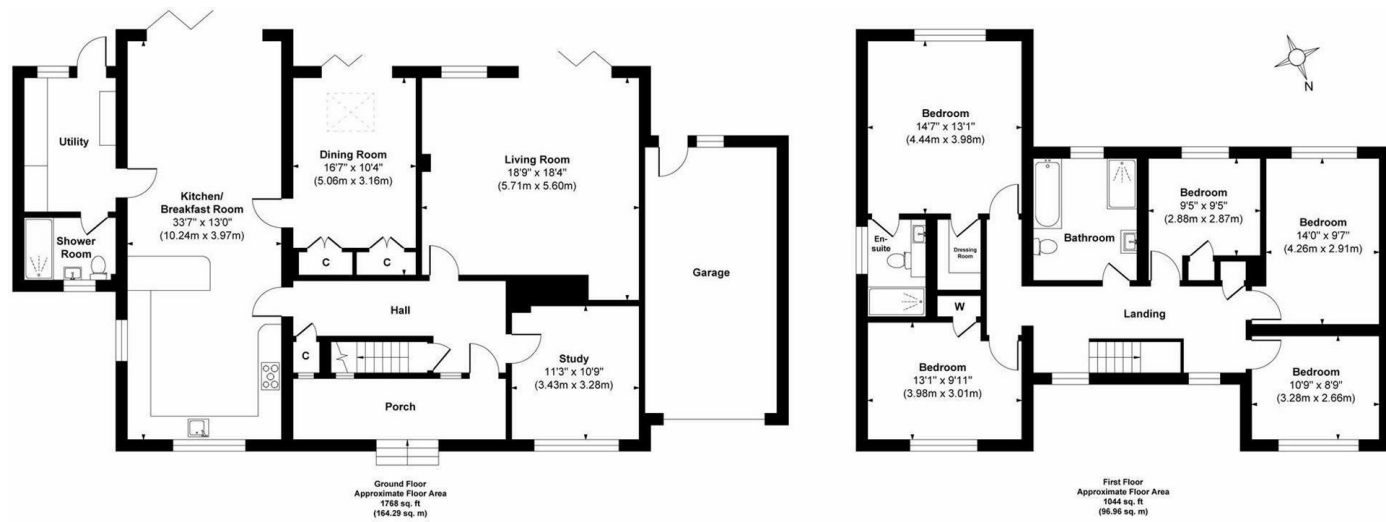 Utility
Shower
Room
Kitchen/
Breakfast Room
33'7" x 13'0"
(10.24m x 3.97m)
Dining Room
16'7" x 10'4"
(5.06m x 3.16m)
C
C
Living Room
18'9" x 18'4"
(5.71m x 5.60m)
Garage
Hall
C
Study
11'3" x 10'9"
(3.43m x 3.28m)
Porch
Ground Floor
Approximate Floor Area
1768 sq. ft
(164.29 sq. m)
N
Bedroom
14'7" x 13'1"
(4.44m x 3.98m)
En-
suite
Dressing
Room
W
Bathroom
Bedroom
9'5" x 9'5"
(2.88m x 2.87m)
Bedroom
14'0" x 9'7"
(4.26m x 2.91m)
Landing
Bedroom
13'1" x 9'11"
(3.98m x 3.01m)
Bedroom
10'9" x 8'9"
(3.28m x 2.66m)
First Floor
Approximate Floor Area
1044 sq. ft
(96.96 sq. m)